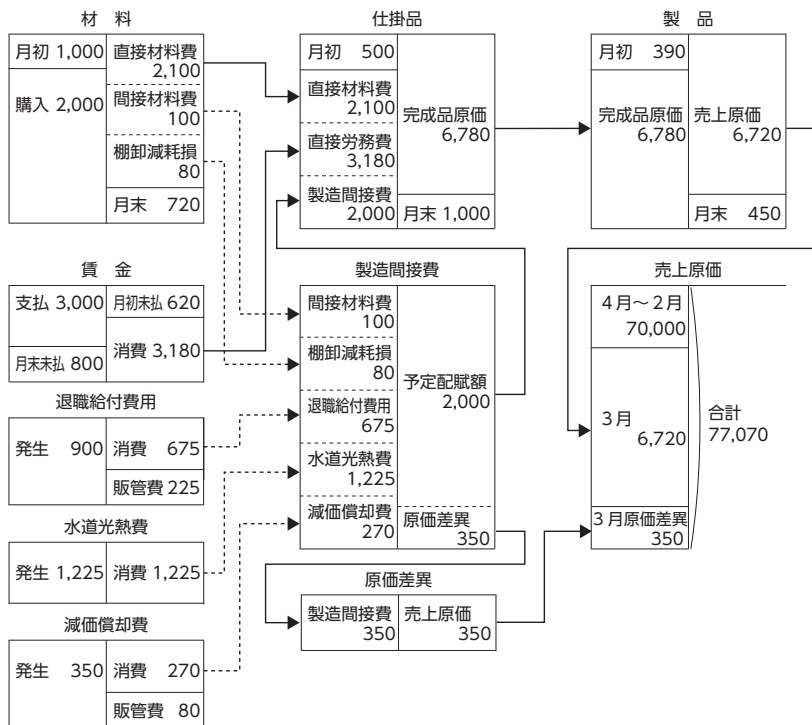 材　料
月初 1,000
直接材料費
2,100
購入 2,000
間接材料費
100
棚卸減耗損
80
月末　720
仕掛品
月初　500
直接材料費
2,100
直接労務費
3,180
製造間接費
2,000
完成品原価
6,780
月末 1,000
製　品
月初　390
完成品原価
6,780
売上原価
6,720
月末　450
賃　金
支払 3,000
月初未払 620
消費 3,180
月末未払 800
製造間接費
間接材料費
100
棚卸減耗損
80
退職給付費用
675
水道光熱費
1,225
減価償却費
270
予定配賦額
2,000
原価差異
350
売上原価
4月～2月
70,000
3月
6,720
3月原価差異
350
合計
77,070
退職給付費用
発生　900
消費　675
販管費 225
水道光熱費
発生 1,225
消費 1,225
減価償却費
発生　350
消費　270
販管費　80
原価差異
製造間接費
350
売上原価
350